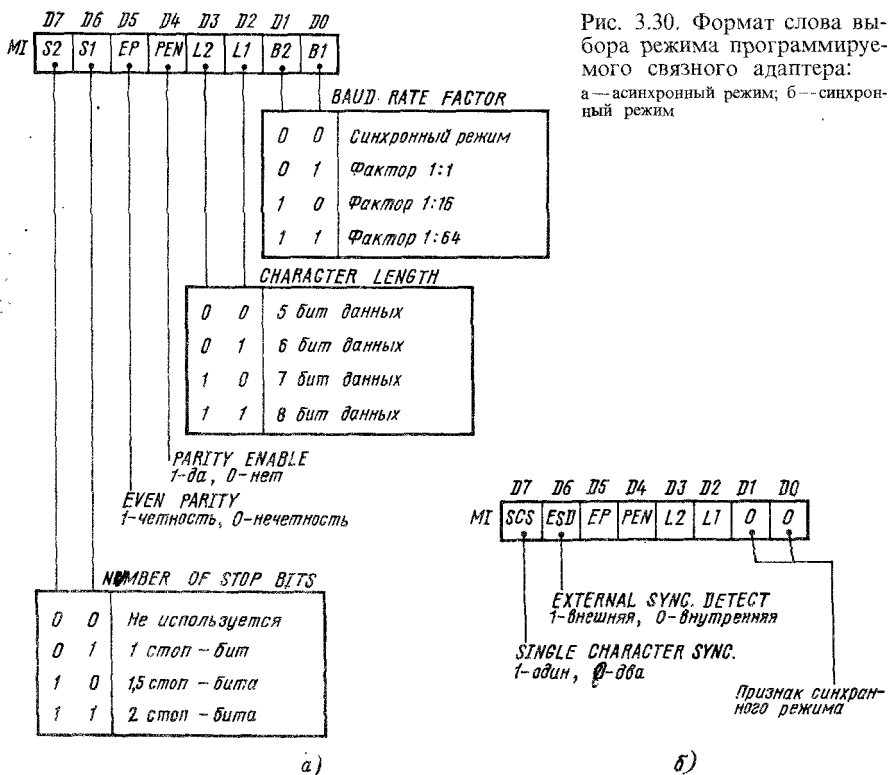 Рис. 3.30. Формат слова вы-
бора режима программируе-
мого связного адаптера:
а—асинхронный режим; б—синхрон-
ный режим
D7 D6 D5 D4 D3 D2 D1 D0
MI S2 S1 EP PEN L2 L1 B2 B1
BAUD RATE FACTOR
0 0 Синхронный режим
0 1 Фактор 1:1
1 0 Фактор 1:16
1 1 Фактор 1:64
CHARACTER LENGTH
0 0 5 бит данных
0 1 6 бит данных
1 0 7 бит данных
1 1 8 бит данных
PARITY ENABLE
1-да, 0-нет
EVEN PARITY
1-четность, 0-нечетность
NUMBER OF STOP BITS
0 0 Не используется
0 1 1 стоп-бит
1 0 1,5 стоп-бита
1 1 2 стоп-бита
а)
D7 D6 D5 D4 D3 D2 D1 D0
MI SCS ESD EP PEN L2 L1 0 0
EXTERNAL SYNC. DETECT
1-внешняя, 0-внутренняя
SINGLE CHARACTER SYNC.
1-один, 0-два
Признак синхрон-
ного режима
б)